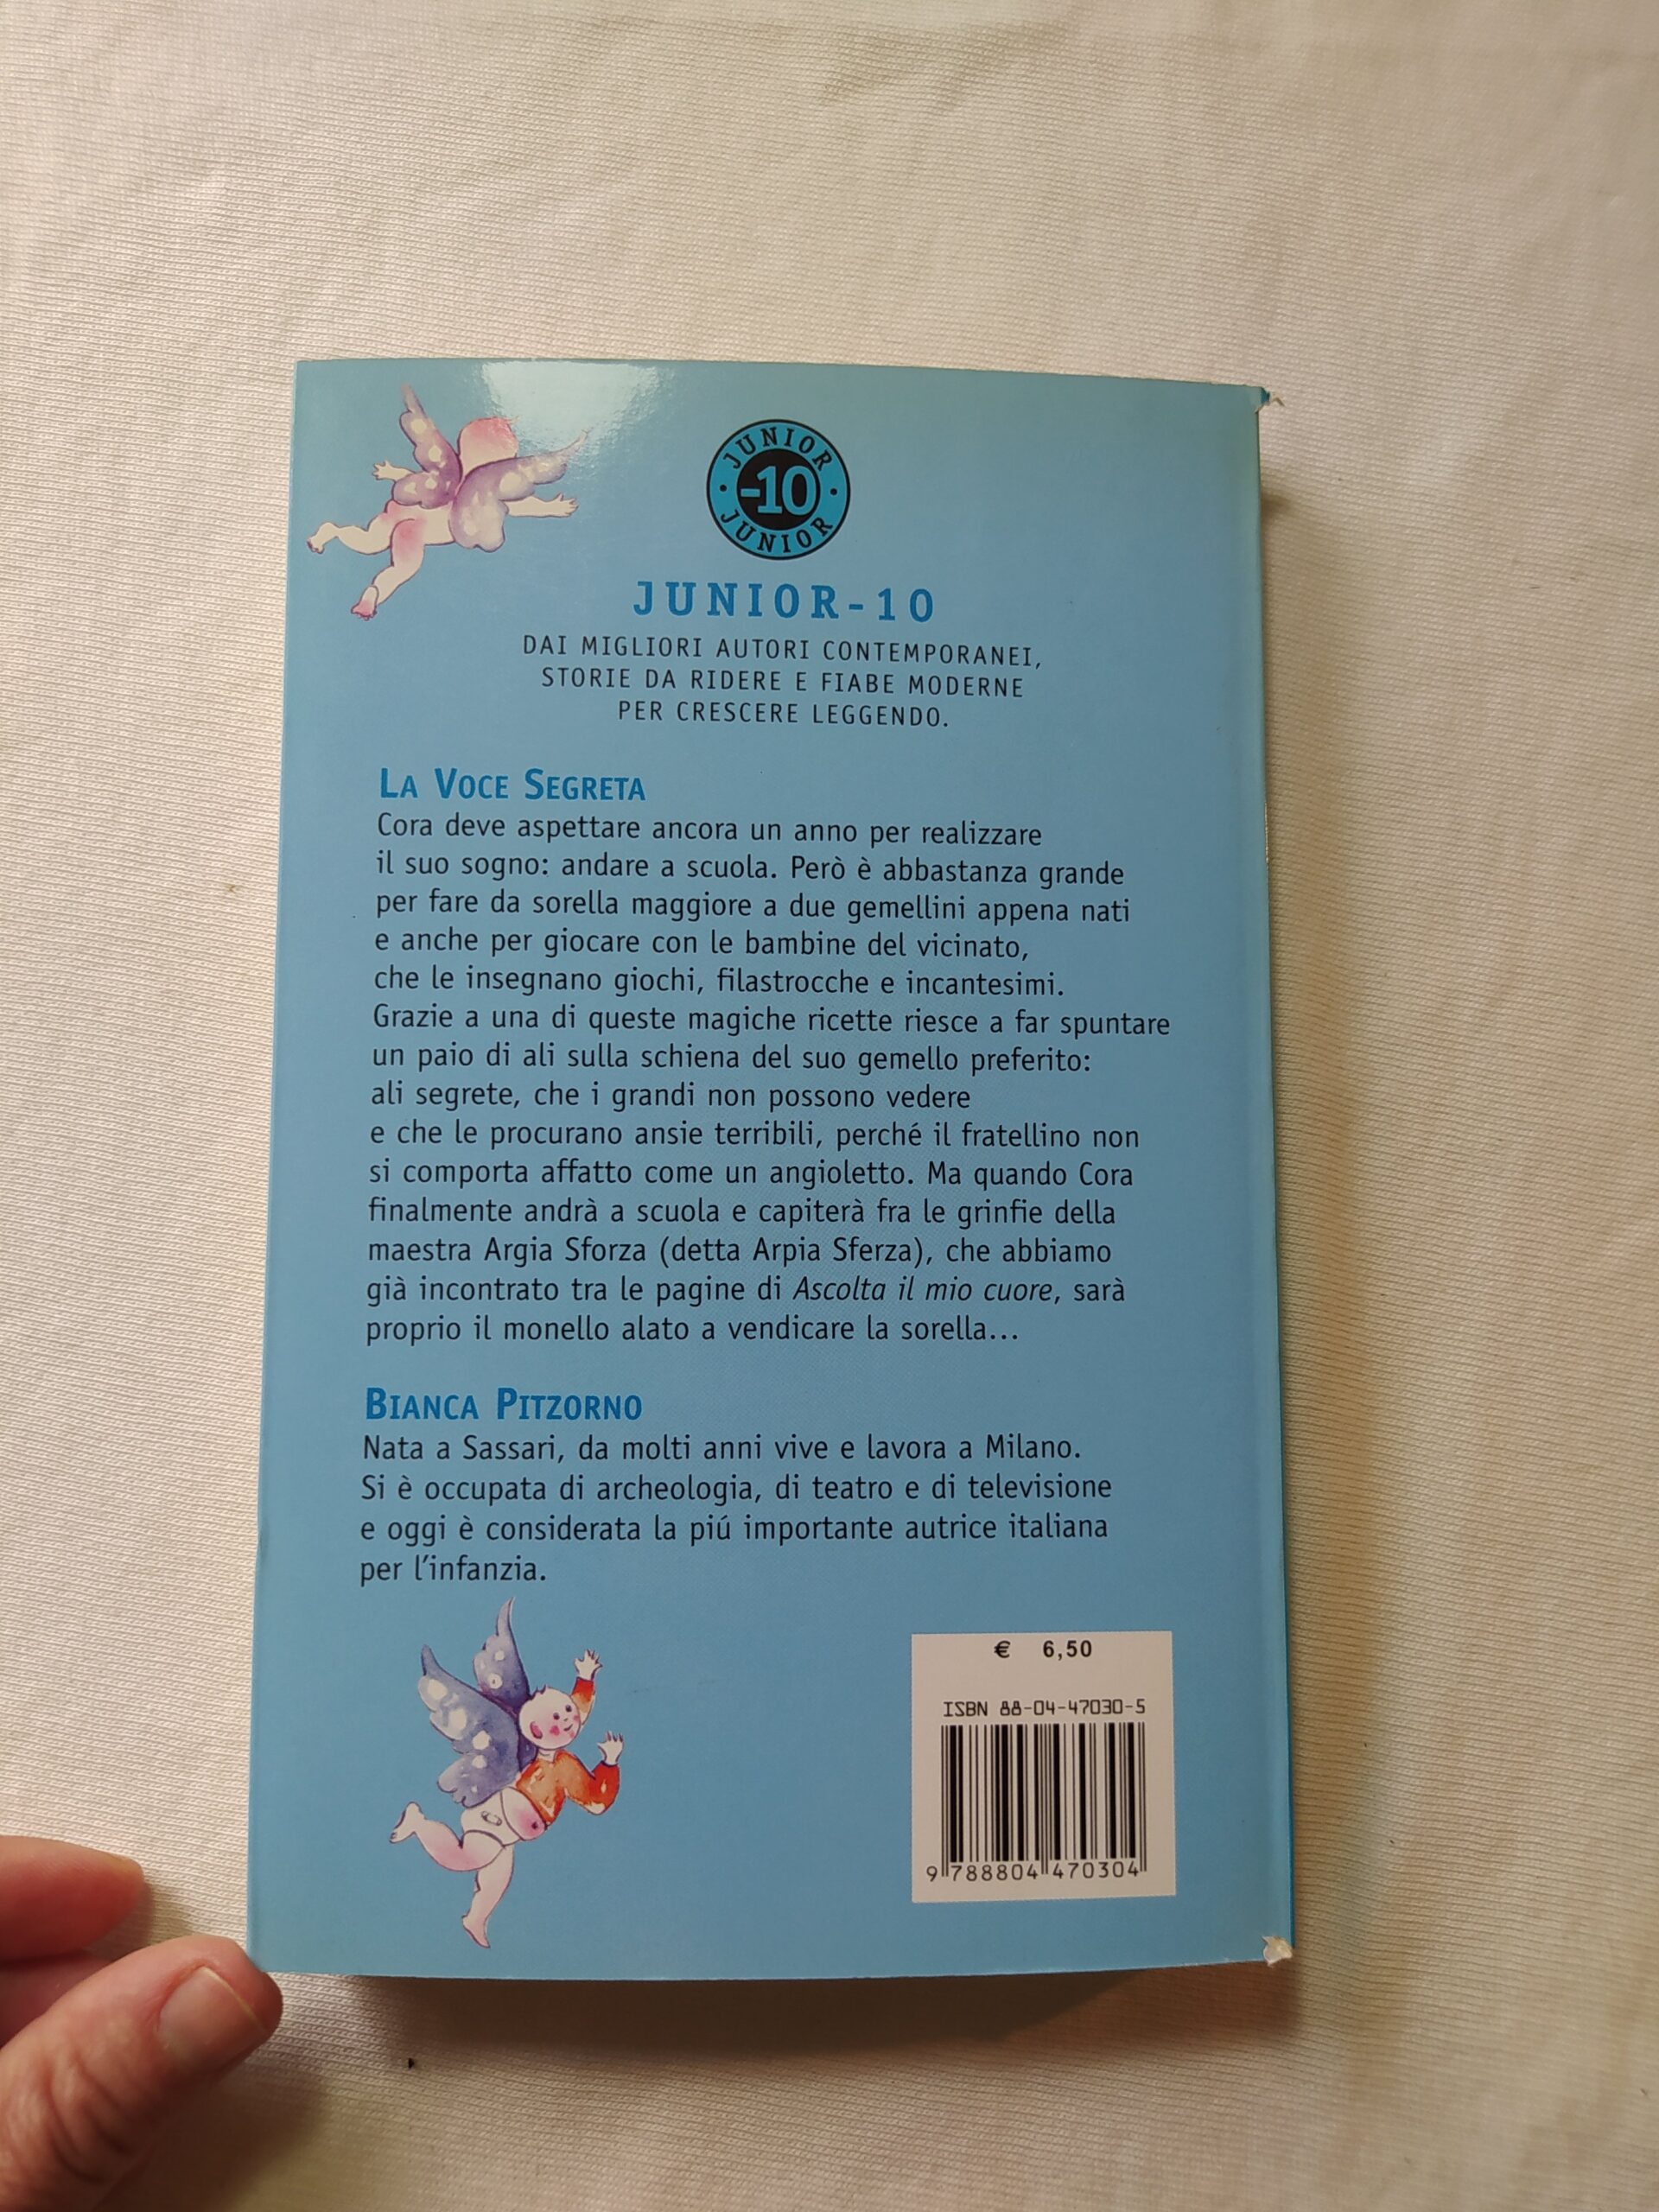 JUNIOR
-10
JUNIOR
JUNIOR-10
DAI MIGLIORI AUTORI CONTEMPORANEI,
STORIE DA RIDERE E FIABE MODERNE
PER CRESCERE LEGGENDO.
LA VOCE SEGRETA
Cora deve aspettare ancora un anno per realizzare
il suo sogno: andare a scuola. Però è abbastanza grande
per fare da sorella maggiore a due gemellini appena nati
e anche per giocare con le bambine del vicinato,
che le insegnano giochi, filastrocche e incantesimi.
Grazie a una di queste magiche ricette riesce a far spuntare
un paio di ali sulla schiena del suo gemello preferito:
ali segrete, che i grandi non possono vedere
e che le procurano ansie terribili, perché il fratellino non
si comporta affatto come un angioletto. Ma quando Cora
finalmente andrà a scuola e capiterà fra le grinfie della
maestra Argia Sforza (detta Arpia Sferza), che abbiamo
già incontrato tra le pagine di Ascolta il mio cuore, sarà
proprio il monello alato a vendicare la sorella...
BIANCA PITZORNO
Nata a Sassari, da molti anni vive e lavora a Milano.
Si è occupata di archeologia, di teatro e di televisione
e oggi è considerata la piú importante autrice italiana
per l'infanzia.
€ 6,50
ISBN 88-04-47030-5
9 788804 470304